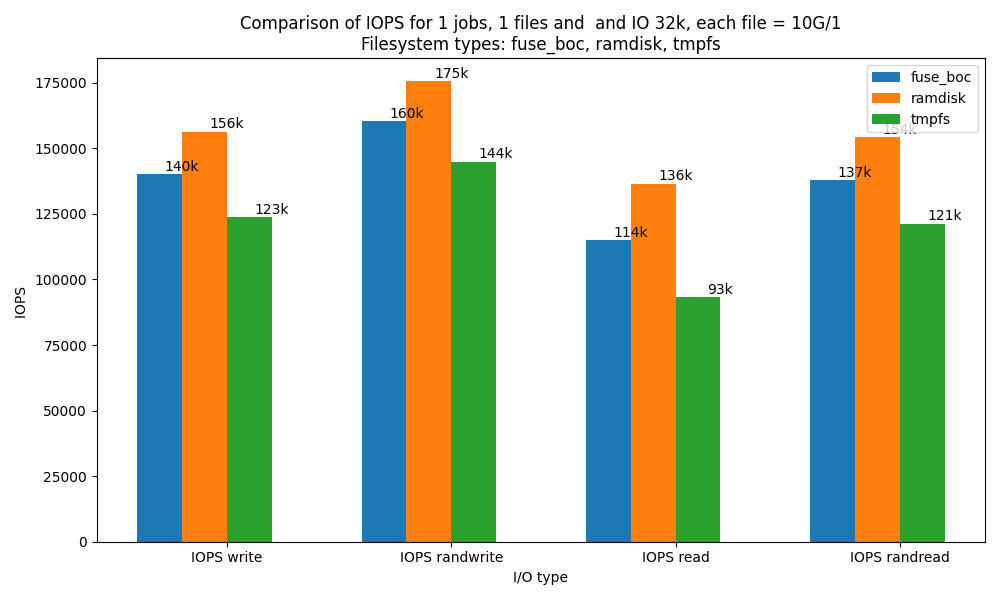 Comparison of IOPS for 1 jobs, 1 files and  and IO 32k, each file = 10G/1
Filesystem types: fuse_boc, ramdisk, tmpfs
fuse_boc
ramdisk
tmpfs
IOPS
175000
150000
125000
100000
75000
50000
25000
0
140k
156k
123k
160k
175k
144k
114k
136k
93k
137k
154k
121k
IOPS write
IOPS randwrite
IOPS read
IOPS randread
I/O type